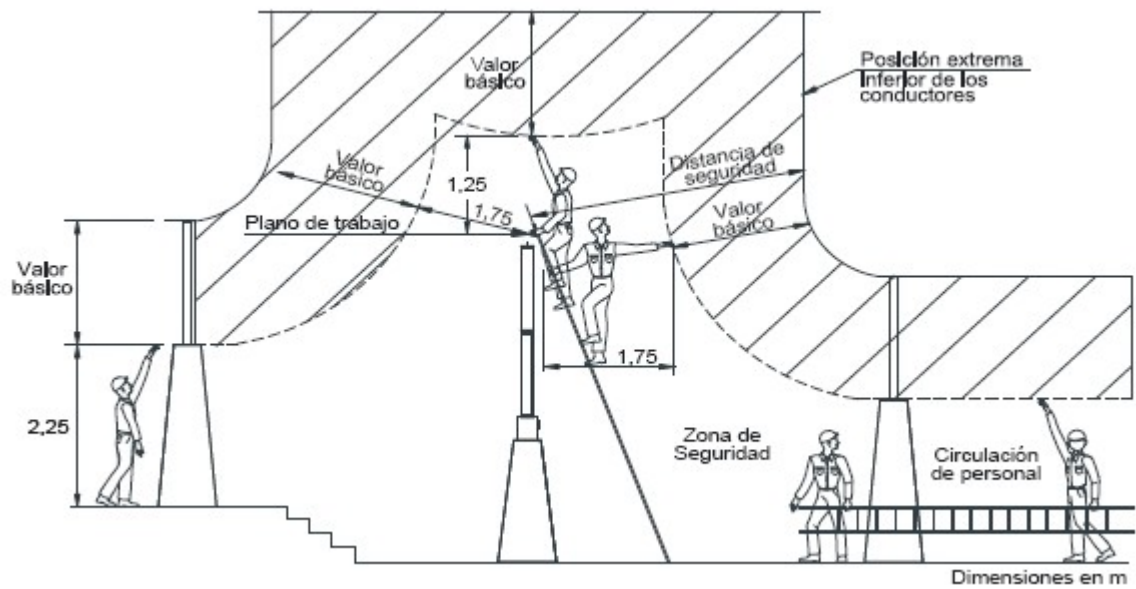 Valor
básico
Posición extrema
Inferior de los
conductores
Valor
básico
1,25
1,75
Distancia de
seguridad
Valor
básico
Plano de trabajo
Valor
básico
1,75
2,25
Zona de
Seguridad
Circulación
de personal
Dimensiones en m